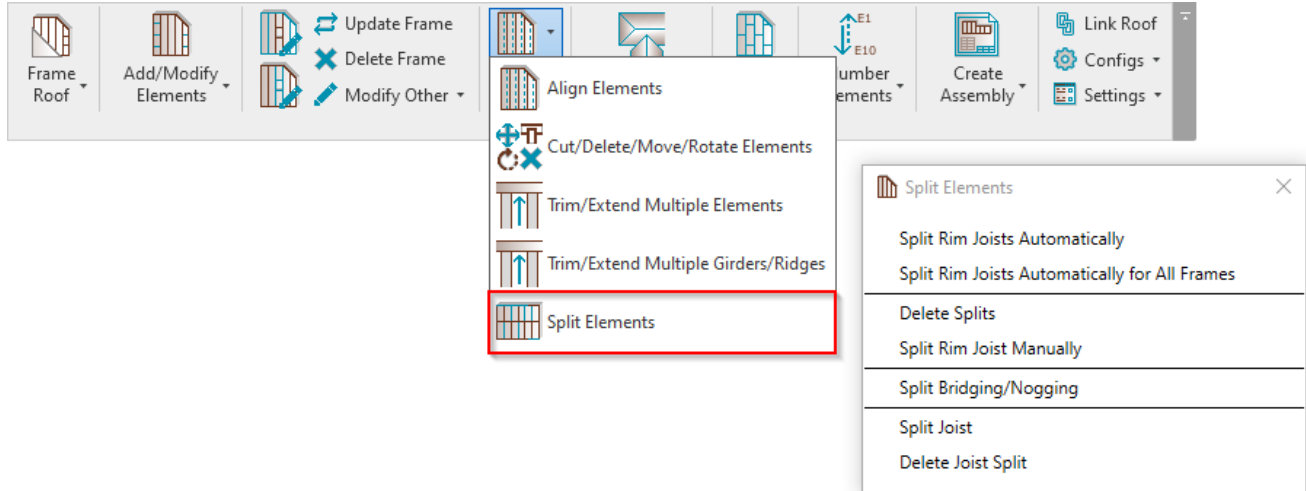 Frame
Roof
Add/Modify
Elements
Update Frame
Delete Frame
Modify Other
E1
E10
umber
ements
Create
Assembly
Link Roof
Configs
Settings
Align Elements
Cut/Delete/Move/Rotate Elements
Trim/Extend Multiple Elements
Trim/Extend Multiple Girders/Ridges
Split Elements
Split Elements
Split Rim Joists Automatically
Split Rim Joists Automatically for All Frames
Delete Splits
Split Rim Joist Manually
Split Bridging/Nogging
Split Joist
Delete Joist Split